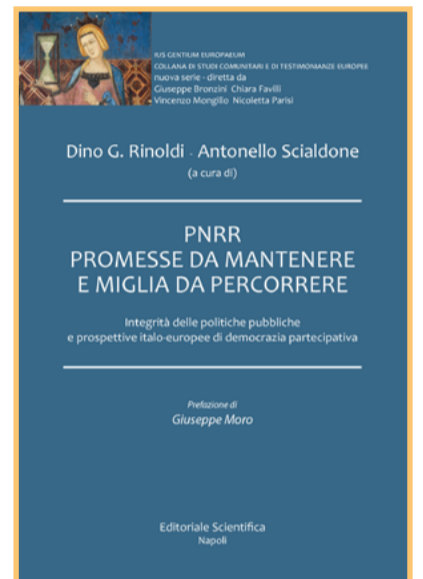 IUS GENTIUM EUROPAEUM
COLLANA DI STUDI COMUNITARI E DI TESTIMONIANZE EUROPEE
nuova serie - diretta da
Giuseppe Bronzini Chiara Favilli
Vincenzo Mongillo Nicoletta Parisi
Dino G. Rinoldi - Antonello Scialdone
(a cura di)
PNRR
PROMESSE DA MANTENERE
E MIGLIA DA PERCORRERE
Integrità delle politiche pubbliche
e prospettive italo-europee di democrazia partecipativa
Prefazione di
Giuseppe Moro
Editoriale Scientifica
Napoli